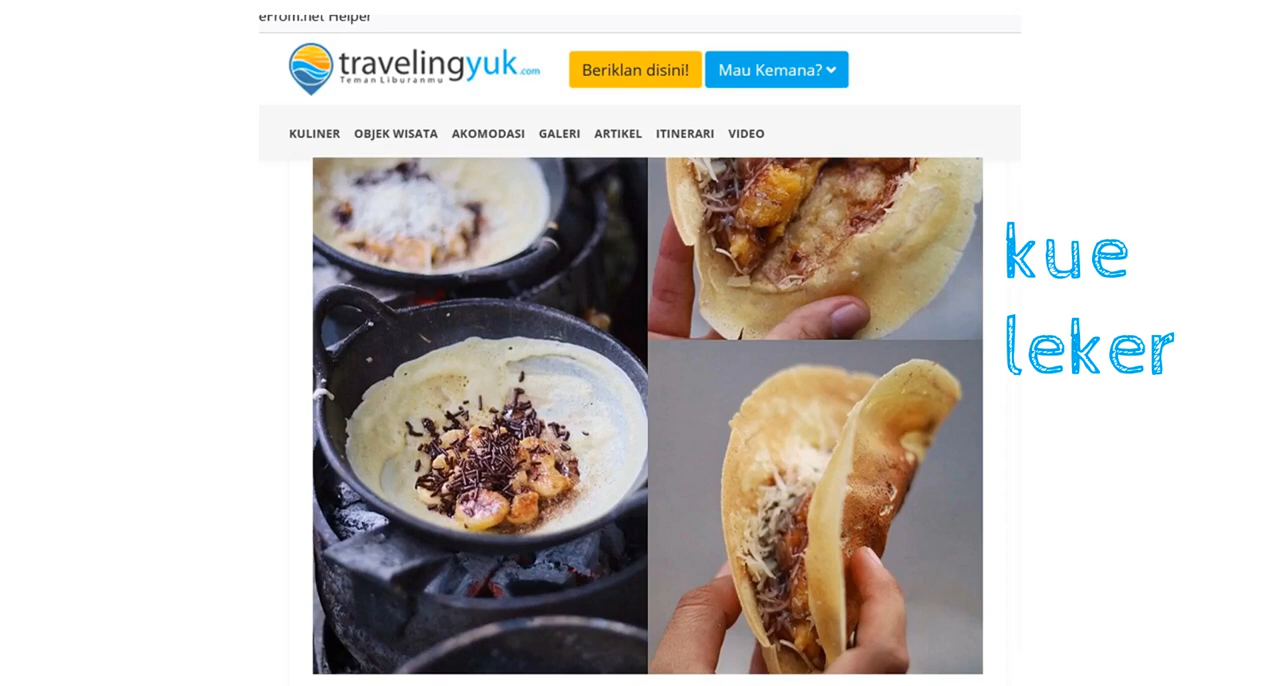 eFrom.net Helper
travelingyuk.com
Teman Liburanmu
Beriklan disini!
Mau Kemana?
KULINER OBJEK WISATA AKOMODASI GALERI ARTIKEL ITINERARI VIDEO
kue
leker